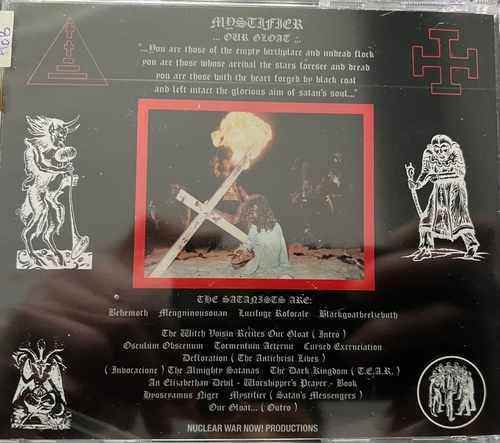 MYSTIFIER
... OUR GLOAT ...
"...You are those of the empty birthplace and undead flock
you are those whose arrival the stars foresee and dread
you are those with the heart forged by black coal
and left intact the glorious aim of satan's soul..."
THE SATANISTS ARE:
Behemoth Mengninousouan Lucifuge Rofocale Blackgoatbeelzebuth
The Witch Voisin Recites Our Gloat ( Intro )
Osculum Obscenum Tormentum Aeternu Cursed Excruciation
Defloration ( The Antichrist Lives )
( Invocacione ) The Almighty Satanas The Dark Kingdom ( T.E.A.R. )
An Elizabethan Devil - Worshipper's Prayer - Book
Hyoscyamus Niger Mystifier ( Satan's Messengers )
Our Gloat... ( Outro )
NUCLEAR WAR NOW! PRODUCTIONS